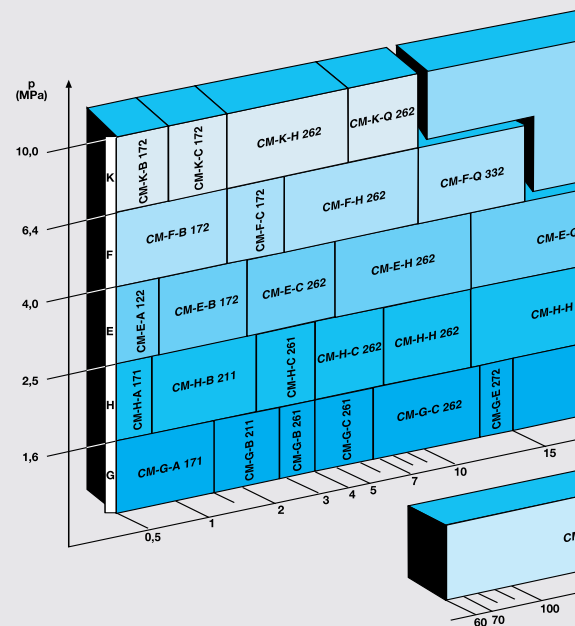 p
(MPa)
10,0
K
CM-K-B 172
CM-K-C 172
CM-K-H 262
CM-K-Q 262
6,4
F
CM-F-B 172
CM-F-C 172
CM-F-H 262
CM-F-Q 332
4,0
E
CM-E-A 122
CM-E-B 172
CM-E-C 262
CM-E-H 262
CM-E-
2,5
H
CM-H-A 171
CM-H-B 211
CM-H-C 261
CM-H-C 262
CM-H-H 262
CM-H-H
1,6
G
CM-G-A 171
CM-G-B 211
CM-G-B 261
CM-G-C 261
CM-G-C 262
CM-G-E 272
0,5 1 2 3 4 5 7 10 15
60 70 100